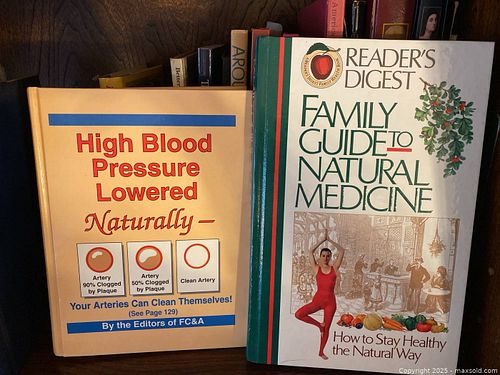 High Blood
Pressure
Lowered
Naturally –
Artery
90% Clogged
by Plaque
Artery
50% Clogged
by Plaque
Clean Artery
Your Arteries Can Clean Themselves!
(See Page 129)
By the Editors of FC&A
READER'S
DIGEST
FAMILY
GUIDE TO
NATURAL
MEDICINE
How to Stay Healthy
the Natural Way
Copyright 2025 - maxsold.com